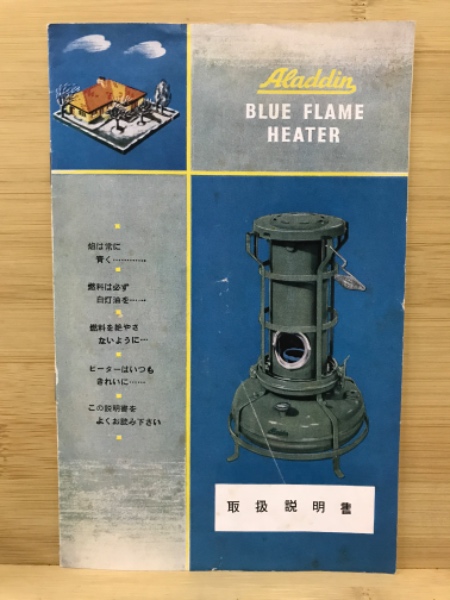 Aladdin
BLUE FLAME
HEATER
焰は常に
青く…………
燃料は必ず
白灯油を……
燃料を絶やさ
ないように…
ヒーターはいつも
きれいに……
この説明書を
よくお読み下さい
取扱説明書